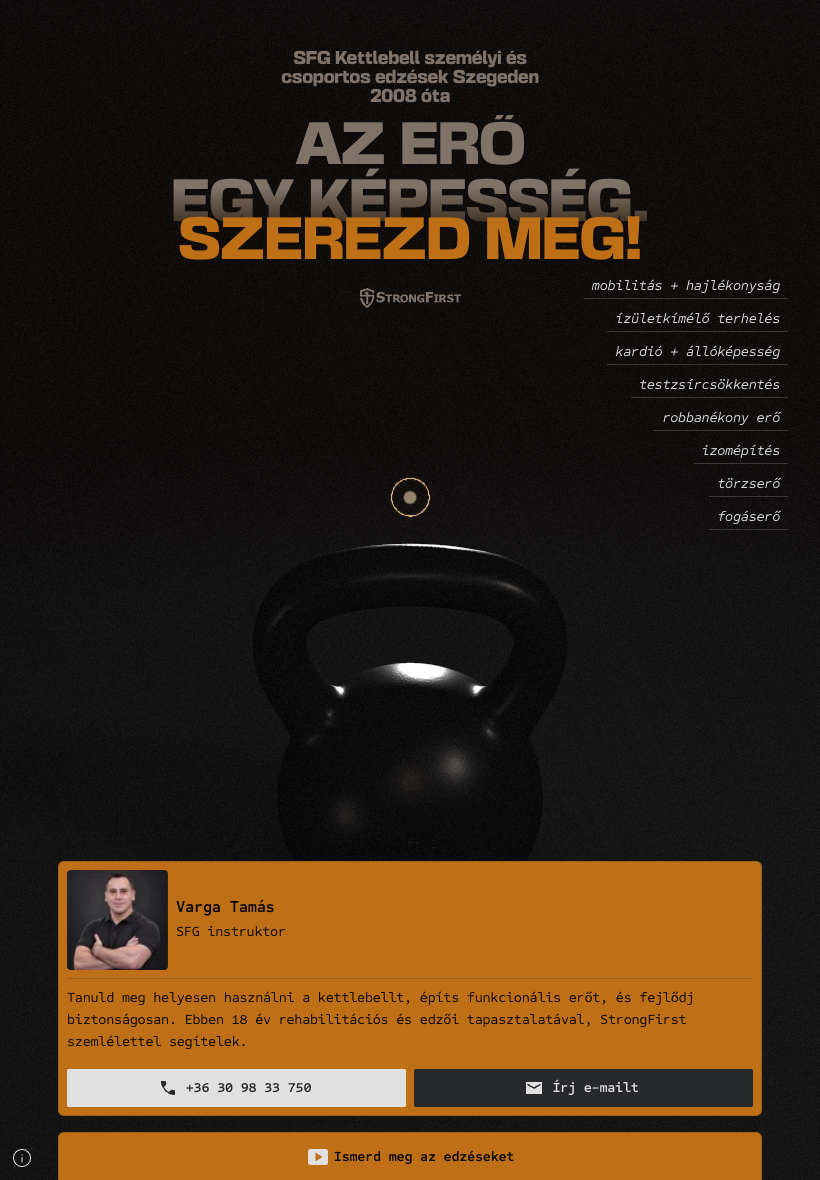 SFG Kettlebell személyi és
csoportos edzések Szegeden
2008 óta
AZ ERŐ
EGY KÉPESSÉG.
SZEREZD MEG!
STRONGFIRST
mobilitás + hajlékonyság
ízületkímélő terhelés
kardió + állóképesség
testzsírcsökkentés
robbanékony erő
izomépítés
törzserő
fogáserő
Varga Tamás
SFG instruktor
Tanuld meg helyesen használni a kettlebellt, építs funkcionális erőt, és fejlődj
biztonságosan. Ebben 18 év rehabilitációs és edzői tapasztalatával, StrongFirst
szemlélettel segítelek.
+36 30 98 33 750
Írj e-mailt
Ismerd meg az edzéseket